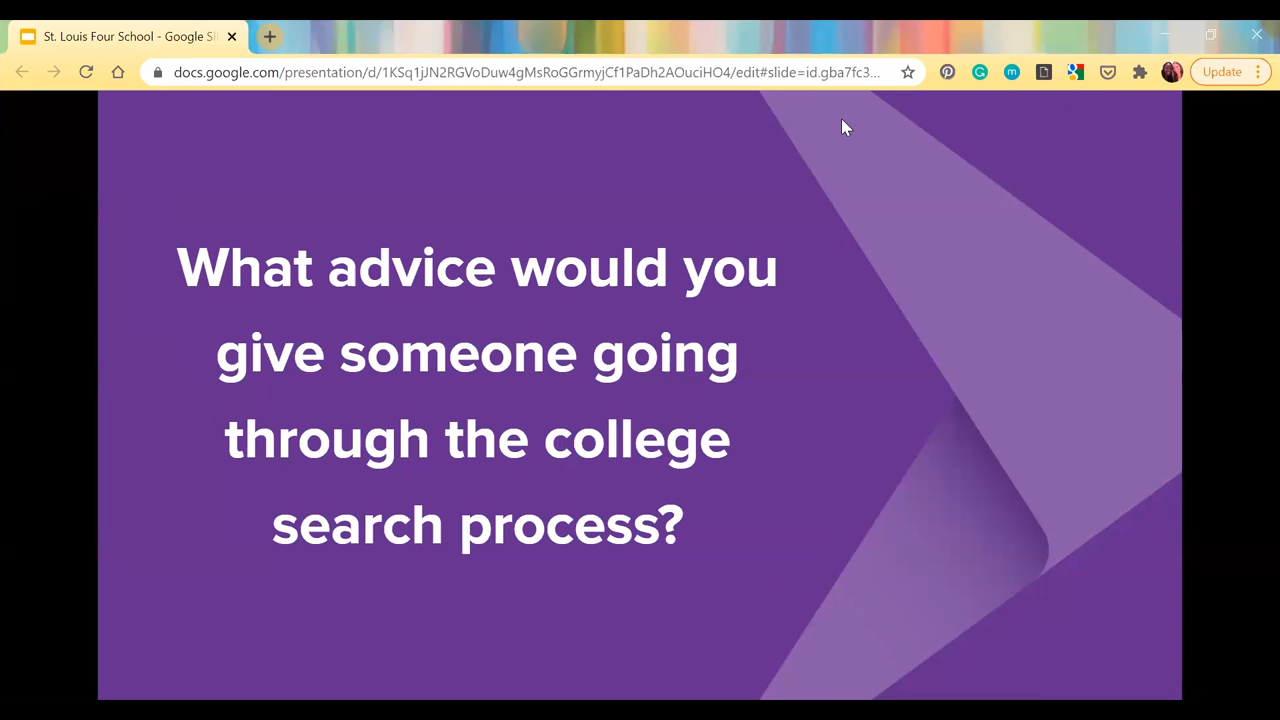 St. Louis Four School - Google Sli
docs.google.com/presentation/d/1KSq1jJN2RGVoDuw4gMsRoGGrmyjCf1PaDh2AOuciHO4/edit#slide=id.gba7fc3...
Update
What advice would you
give someone going
through the college
search process?